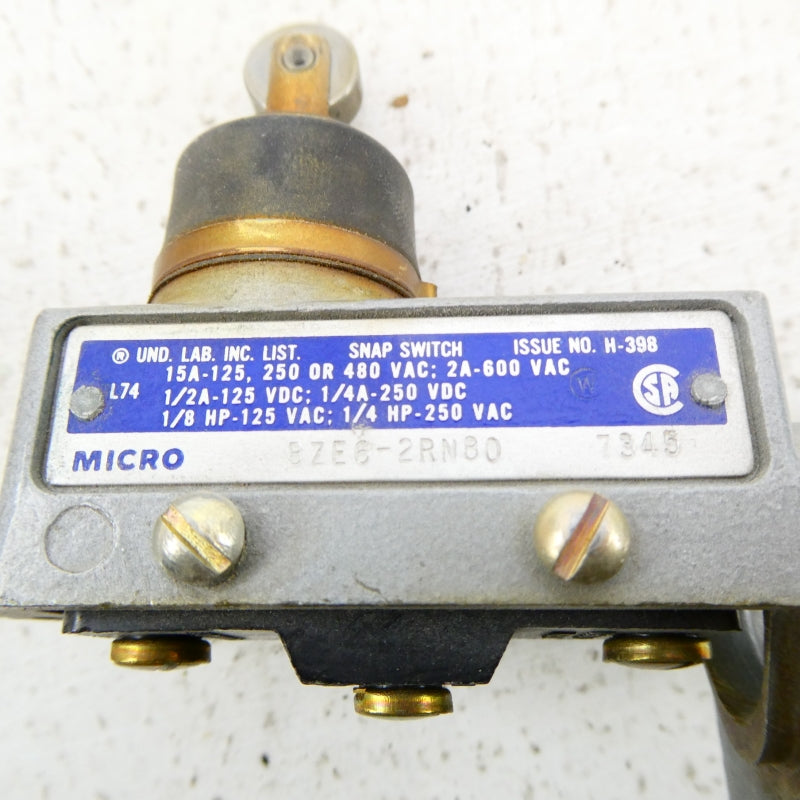 ® UND. LAB. INC. LIST. SNAP SWITCH ISSUE NO. H-398
15A-125, 250 OR 480 VAC; 2A-600 VAC
L74 1/2A-125 VDC; 1/4A-250 VDC
1/8 HP-125 VAC; 1/4 HP-250 VAC
SA
MICRO BZE6-2RN80 7345